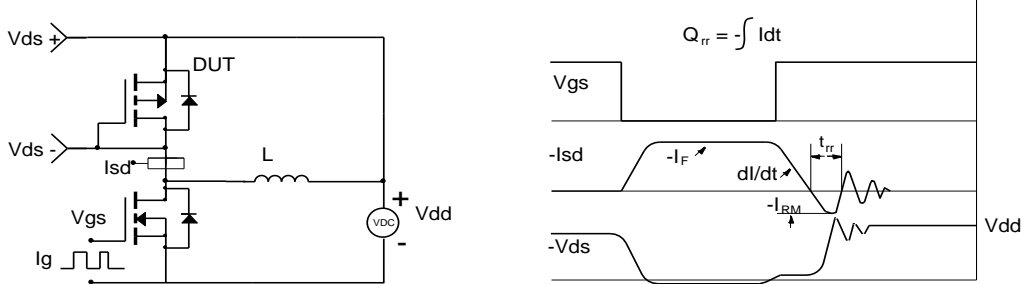 Vds +
DUT
Vds -
Isd
L
Vgs
Ig
+
VDC
-
Vdd
Qrr = -∫ Idt
Vgs
-Isd
-IF
dI/dt
trr
-IRM
Vdd
-Vds